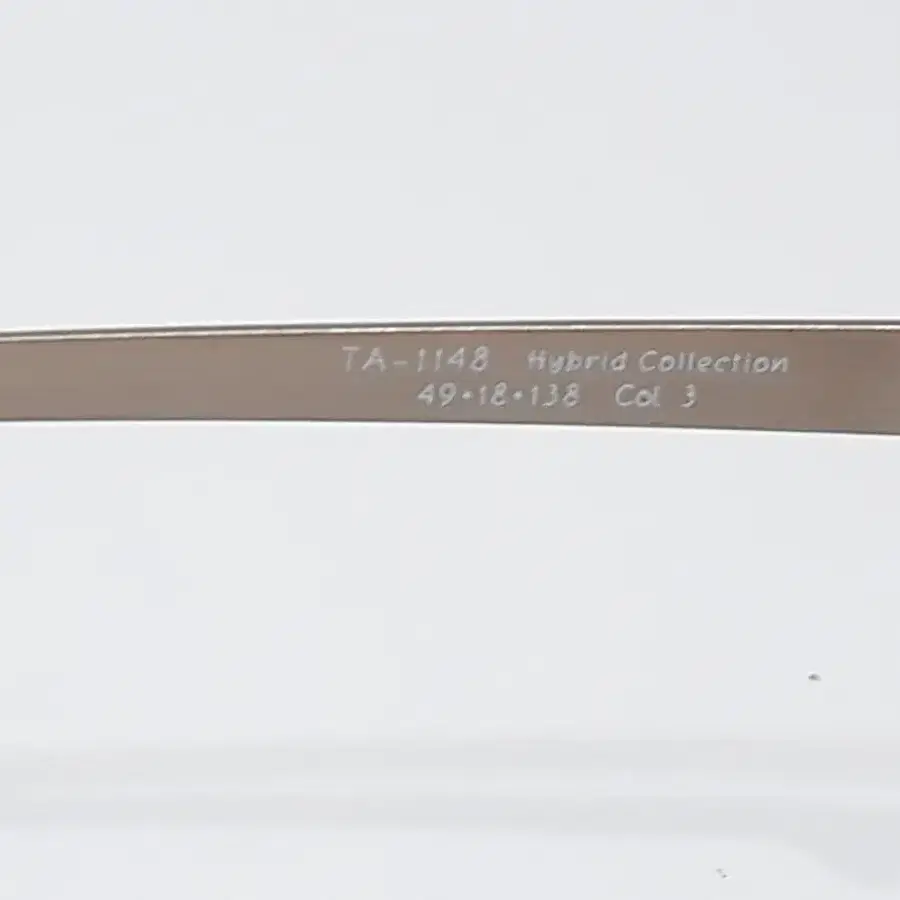 TA-1148 Hybrid Collection
49•18•138 Col 3